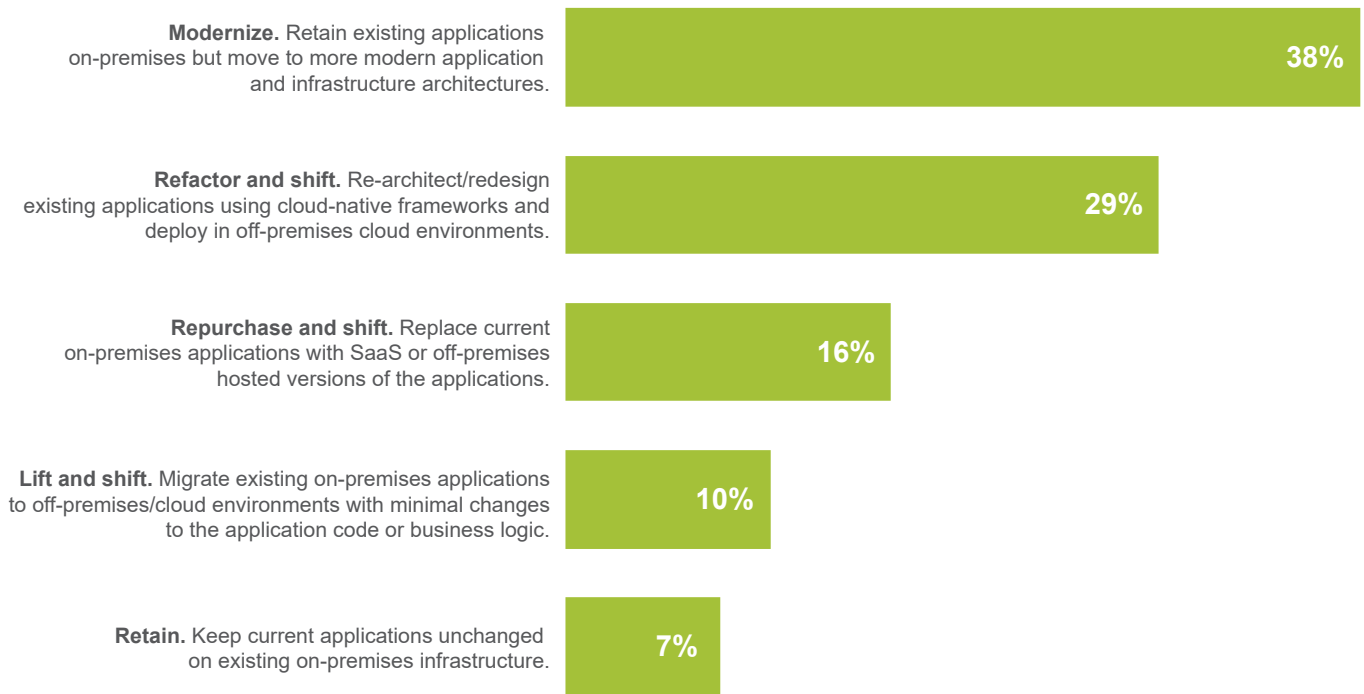 Modernize. Retain existing applications
on-premises but move to more modern application
and infrastructure architectures.
38%
Refactor and shift. Re-architect/redesign
existing applications using cloud-native frameworks and
deploy in off-premises cloud environments.
29%
Repurchase and shift. Replace current
on-premises applications with SaaS or off-premises
hosted versions of the applications.
16%
Lift and shift. Migrate existing on-premises applications
to off-premises/cloud environments with minimal changes
to the application code or business logic.
10%
Retain. Keep current applications unchanged
on existing on-premises infrastructure.
7%